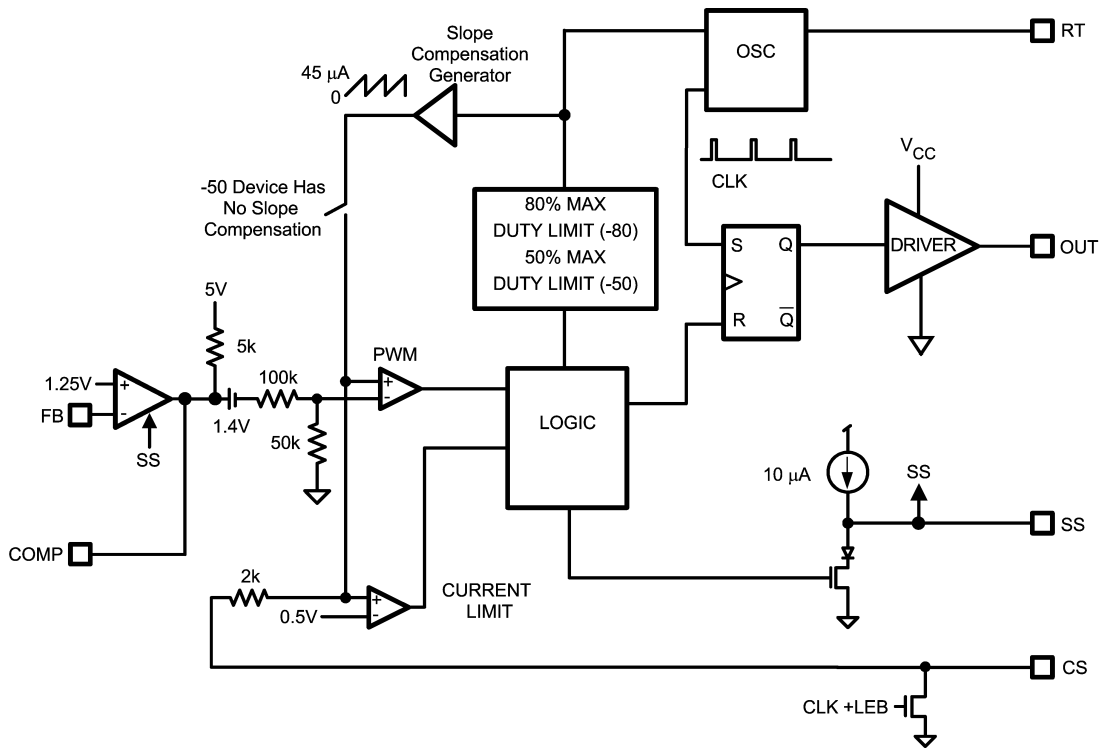 Slope
Compensation
Generator
45 μA
0
OSC
RT
CLK
VCC
-50 Device Has
No Slope
Compensation
80% MAX
DUTY LIMIT (-80)
50% MAX
DUTY LIMIT (-50)
S
Q
R
Q̅
DRIVER
OUT
5V
5k
PWM
1.25V
+
-
FB
SS
1.4V
100k
50k
+
-
LOGIC
10 μA
SS
SS
COMP
2k
0.5V
+
-
CURRENT
LIMIT
CS
CLK +LEB